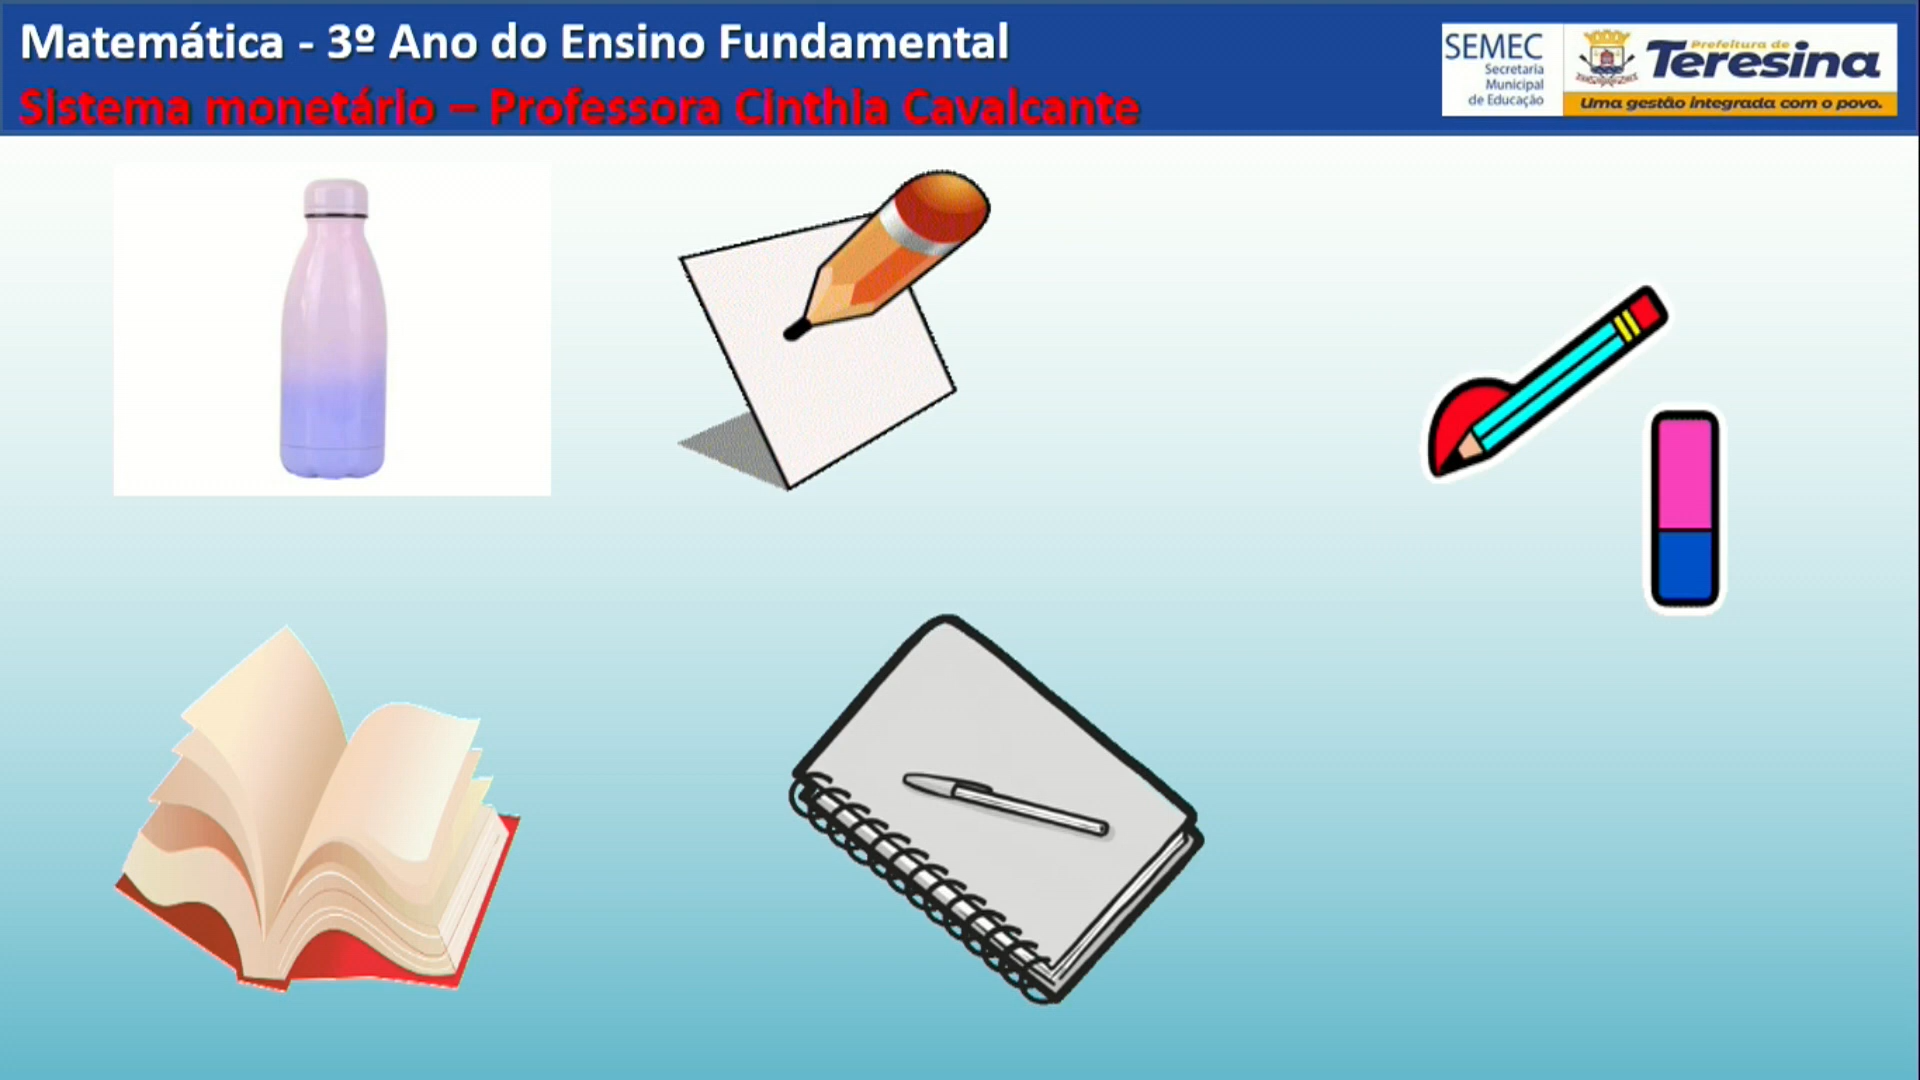 Matemática - 3º Ano do Ensino Fundamental
Sistema monetário – Professora Cinthia Cavalcante
SEMEC
Secretaria
Municipal
de Educação
Prefeitura de
Teresina
Uma gestão integrada com o povo.